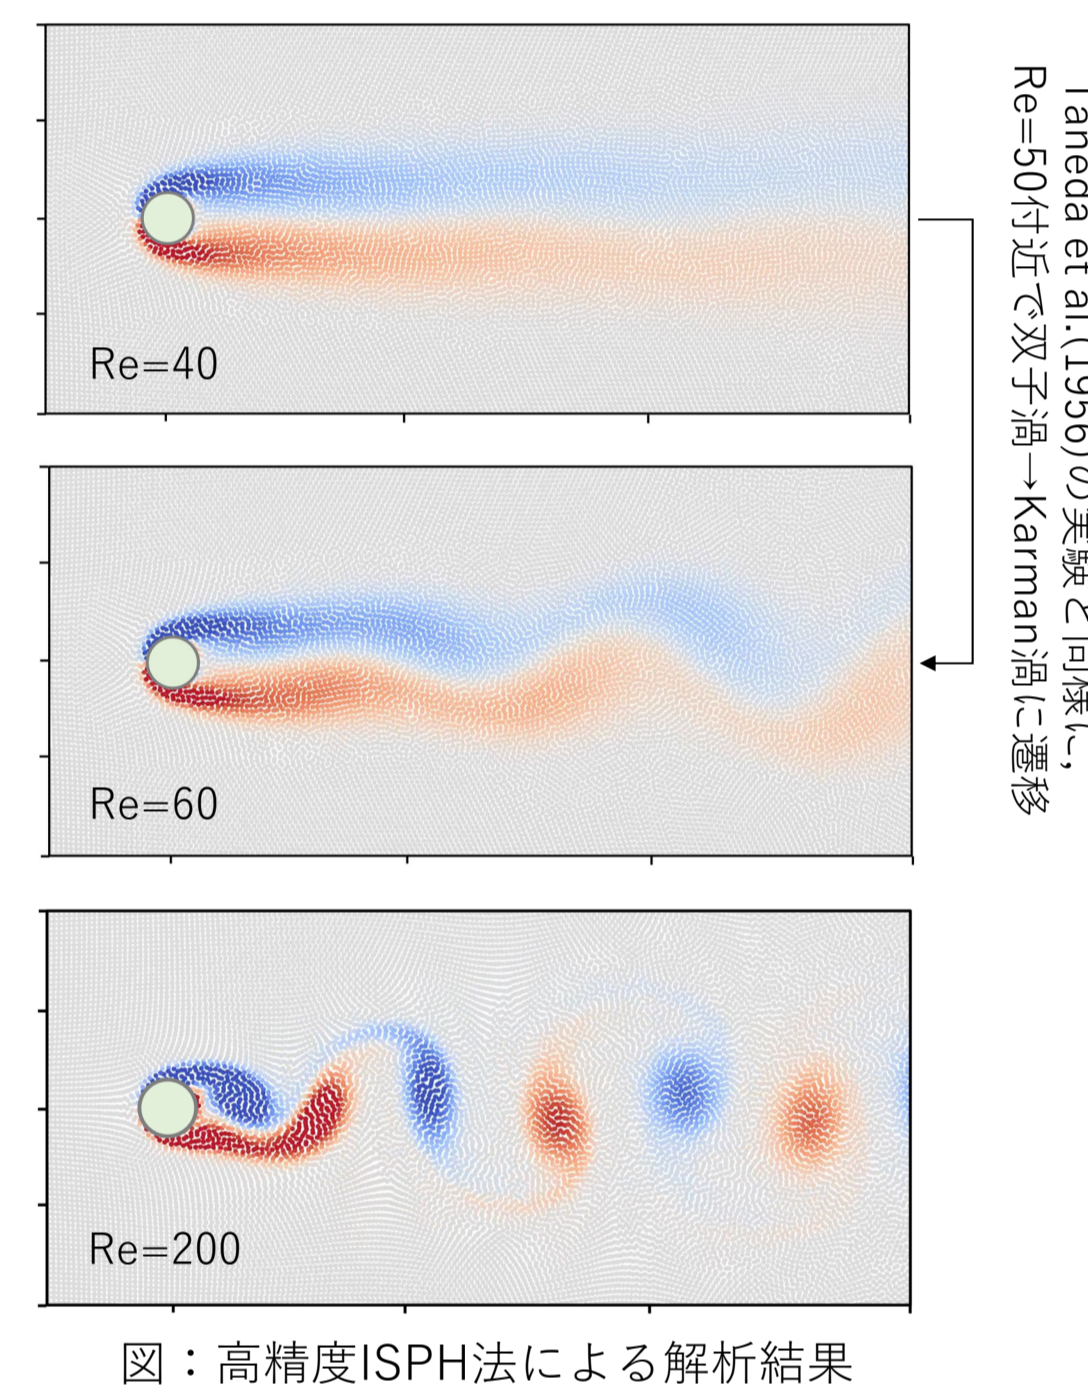 Re=40
Re=60
Re=200
Taneda et al.(1956)の実験と同様に,
Re=50付近で双子渦→Karman渦に遷移
図：高精度ISPH法による解析結果